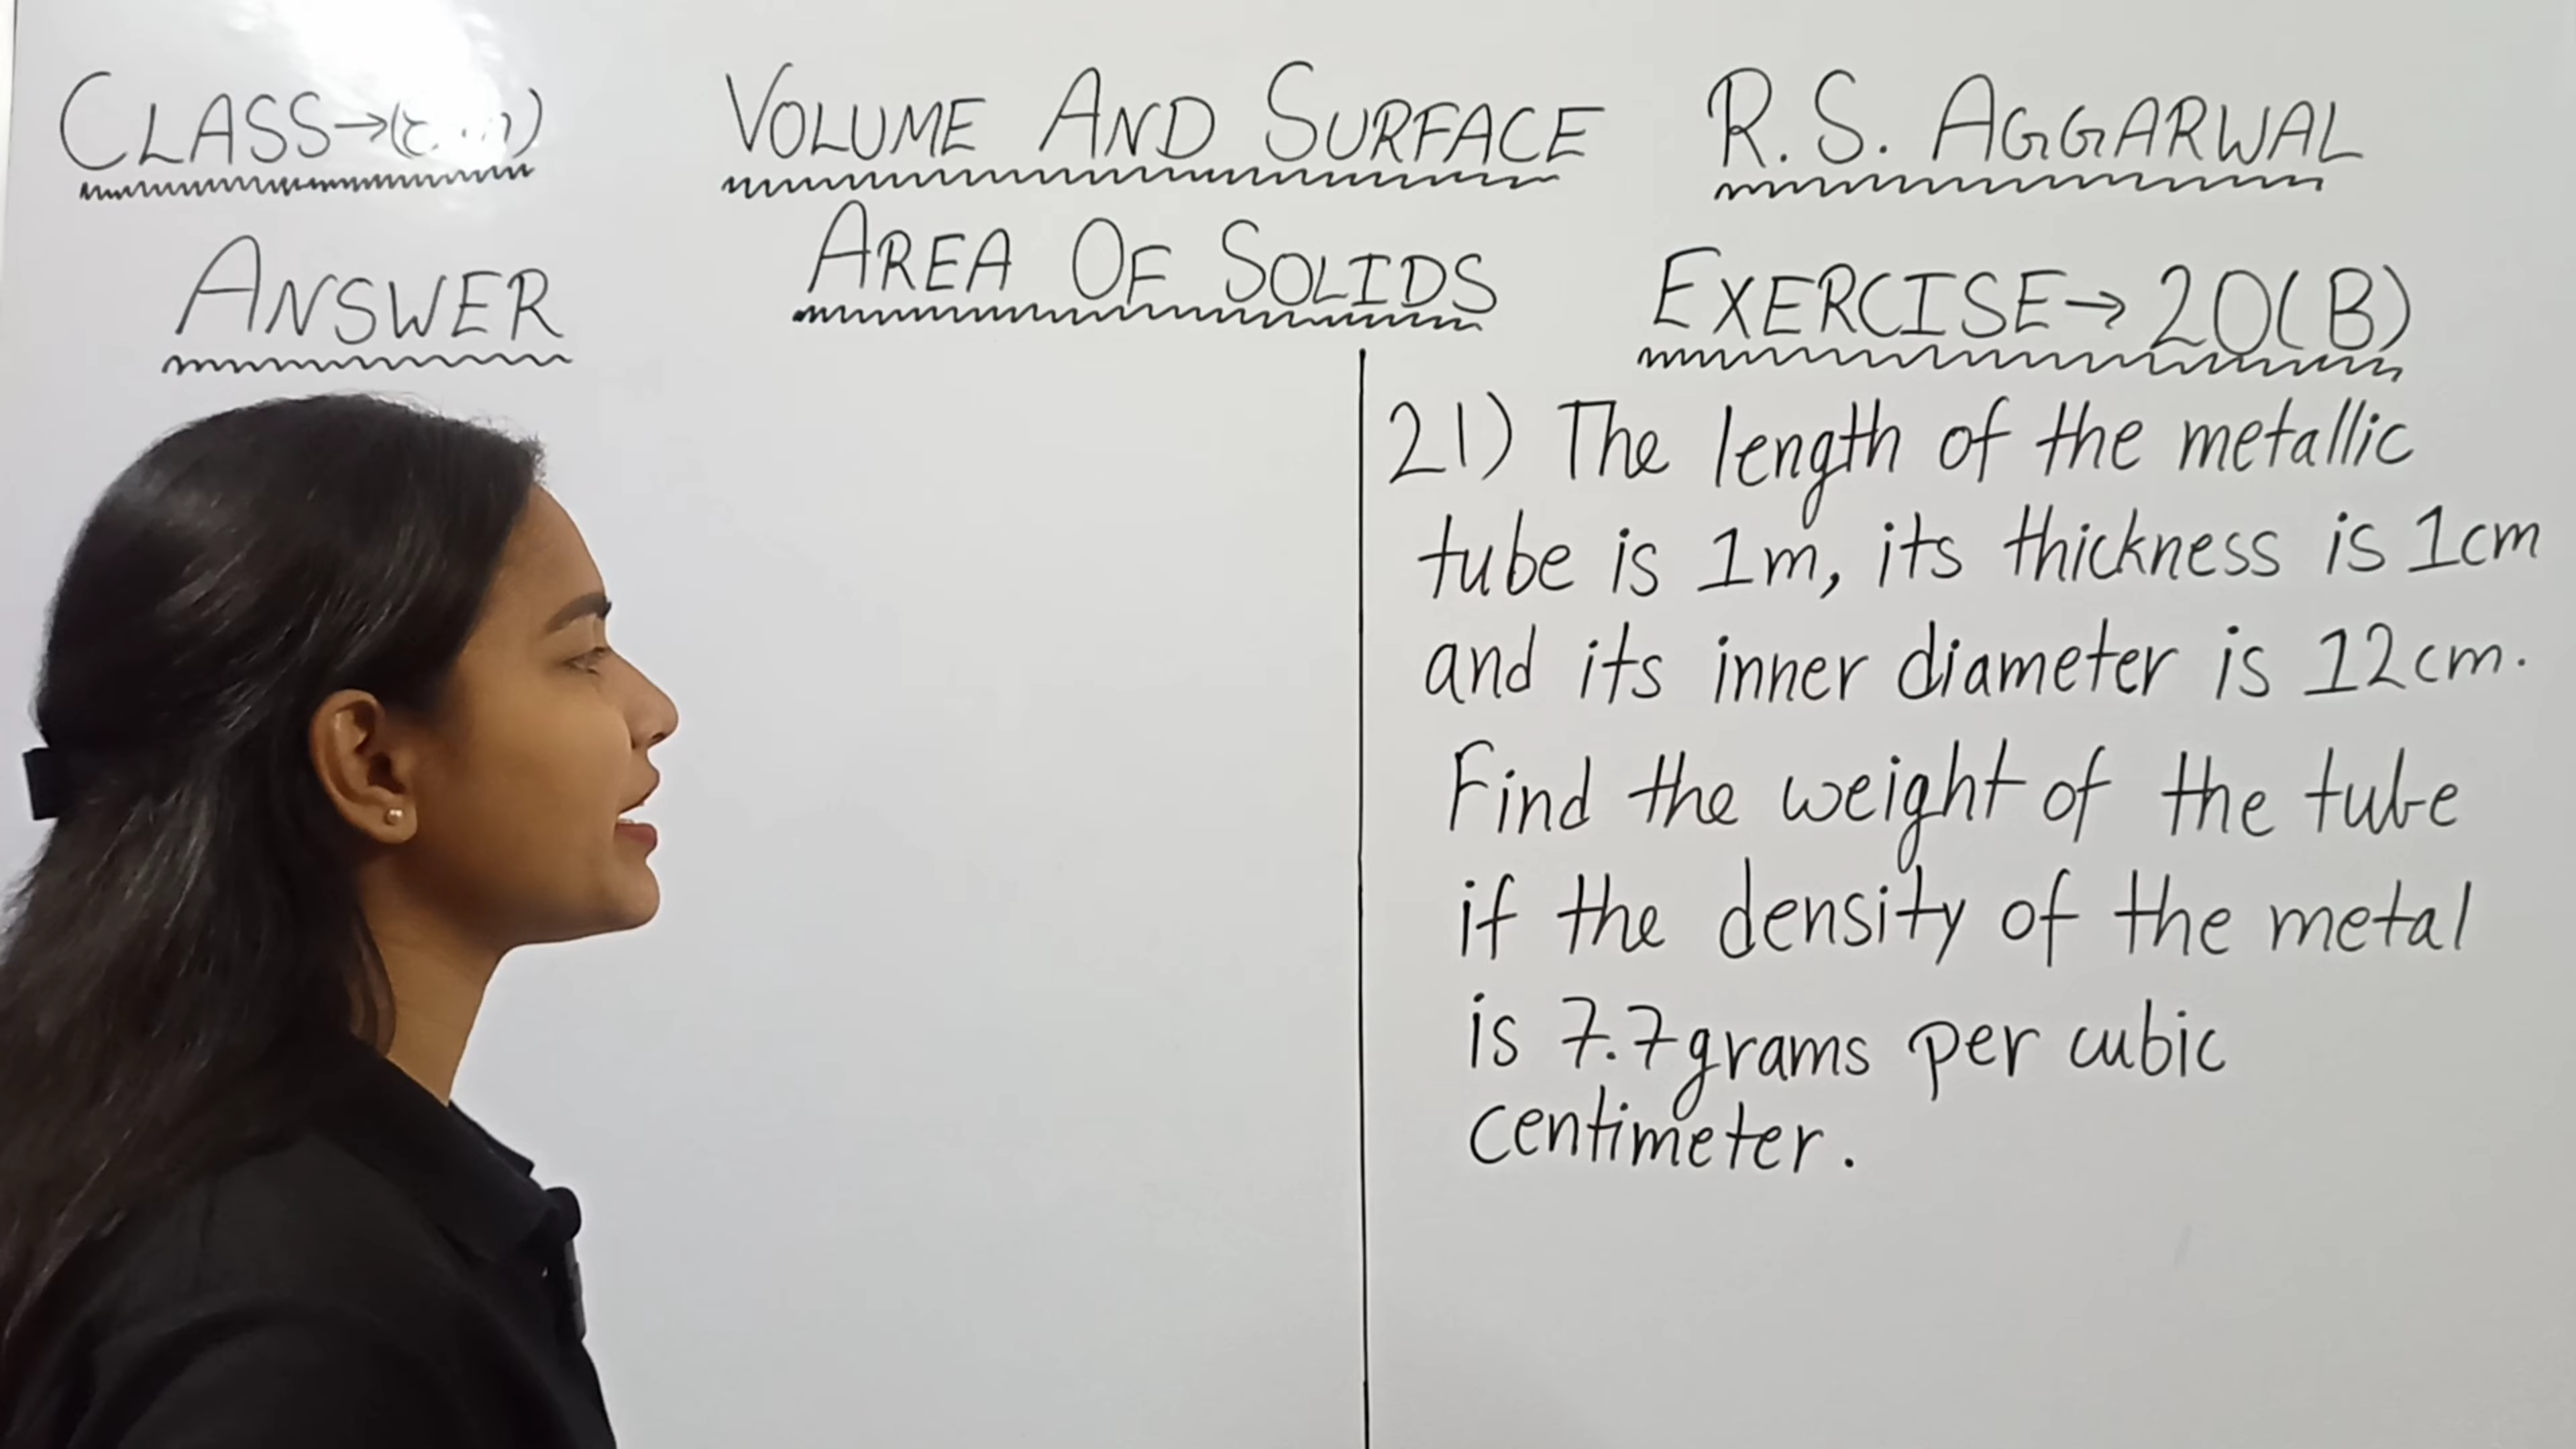 CLASS→
VOLUME AND SURFACE
AREA OF SOLIDS
R.S. AGGARWAL
EXERCISE→20(B)
ANSWER
21) The length of the metallic
tube is 1m, its thickness is 1cm
and its inner diameter is 12cm.
Find the weight of the tube
if the density of the metal
is 7.7grams per cubic
centimeter.